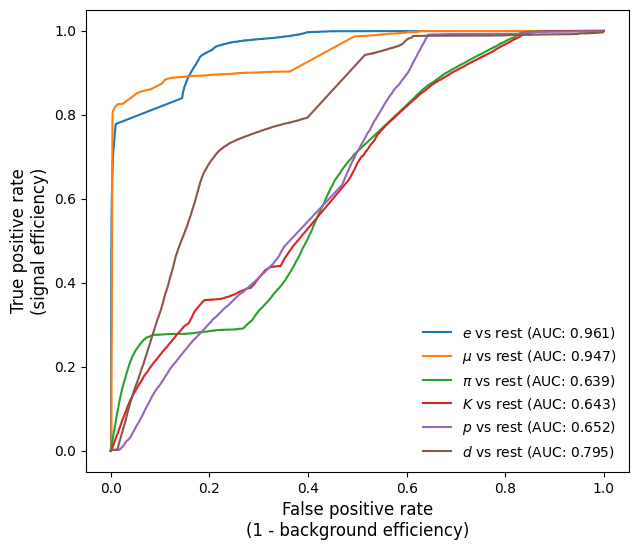 1.0
0.8
0.6
0.4
0.2
0.0
True positive rate
(signal efficiency)
e vs rest (AUC: 0.961)
μ vs rest (AUC: 0.947)
π vs rest (AUC: 0.639)
K vs rest (AUC: 0.643)
p vs rest (AUC: 0.652)
d vs rest (AUC: 0.795)
0.0 0.2 0.4 0.6 0.8 1.0
False positive rate
(1 - background efficiency)